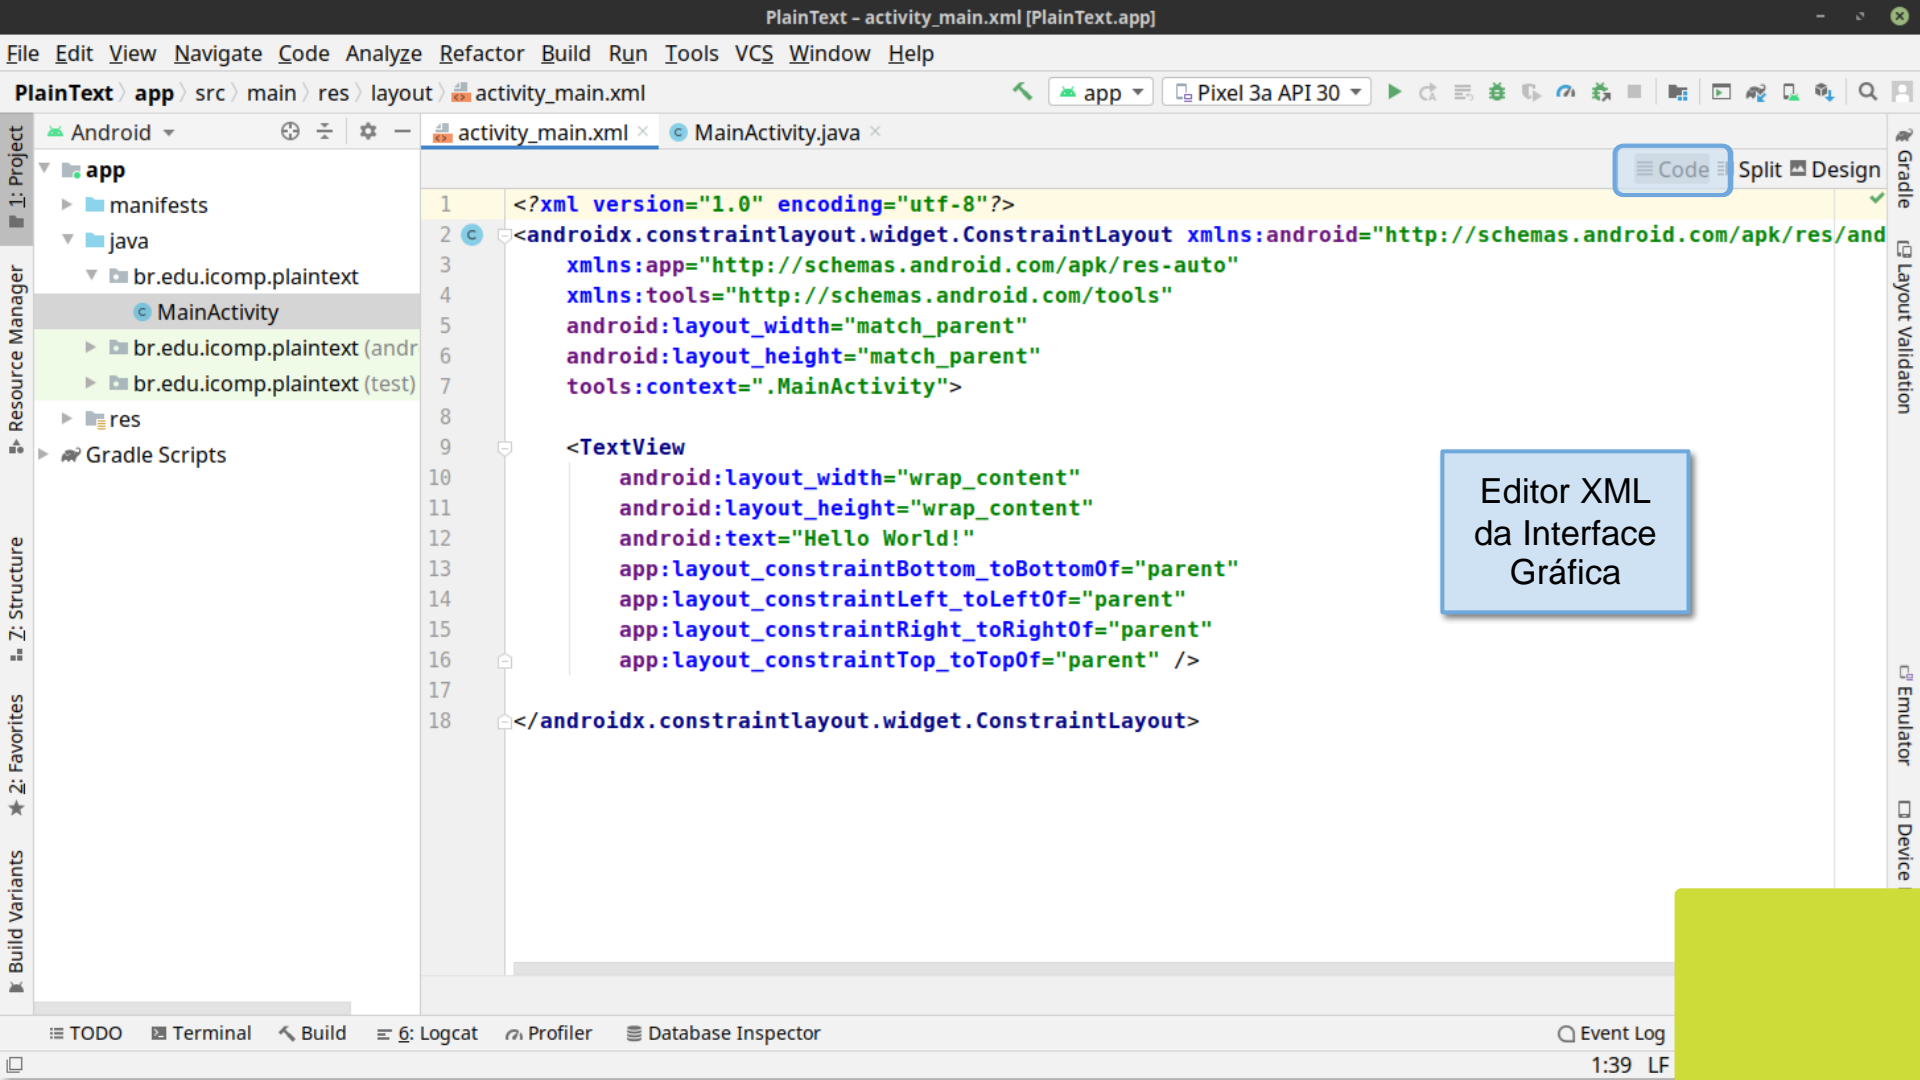 PlainText – activity_main.xml [PlainText.app]
File Edit View Navigate Code Analyze Refactor Build Run Tools VCS Window Help
PlainText app src main res layout activity_main.xml
app Pixel 3a API 30
1: Project
Android
activity_main.xml MainActivity.java
Code Split Design
app
manifests
java
br.edu.icomp.plaintext
MainActivity
br.edu.icomp.plaintext (andr
br.edu.icomp.plaintext (test)
res
Gradle Scripts
1 <?xml version="1.0" encoding="utf-8"?>
2 <androidx.constraintlayout.widget.ConstraintLayout xmlns:android="http://schemas.android.com/apk/res/and
3 xmlns:app="http://schemas.android.com/apk/res-auto"
4 xmlns:tools="http://schemas.android.com/tools"
5 android:layout_width="match_parent"
6 android:layout_height="match_parent"
7 tools:context=".MainActivity">
8
9 <TextView
10 android:layout_width="wrap_content"
11 android:layout_height="wrap_content"
12 android:text="Hello World!"
13 app:layout_constraintBottom_toBottomOf="parent"
14 app:layout_constraintLeft_toLeftOf="parent"
15 app:layout_constraintRight_toRightOf="parent"
16 app:layout_constraintTop_toTopOf="parent" />
17
18 </androidx.constraintlayout.widget.ConstraintLayout>
Editor XML
da Interface
Gráfica
Resource Manager
7: Structure
2: Favorites
Build Variants
Gradle
Layout Validation
Emulator
Device
TODO Terminal Build 6: Logcat Profiler Database Inspector Event Log
1:39 LF